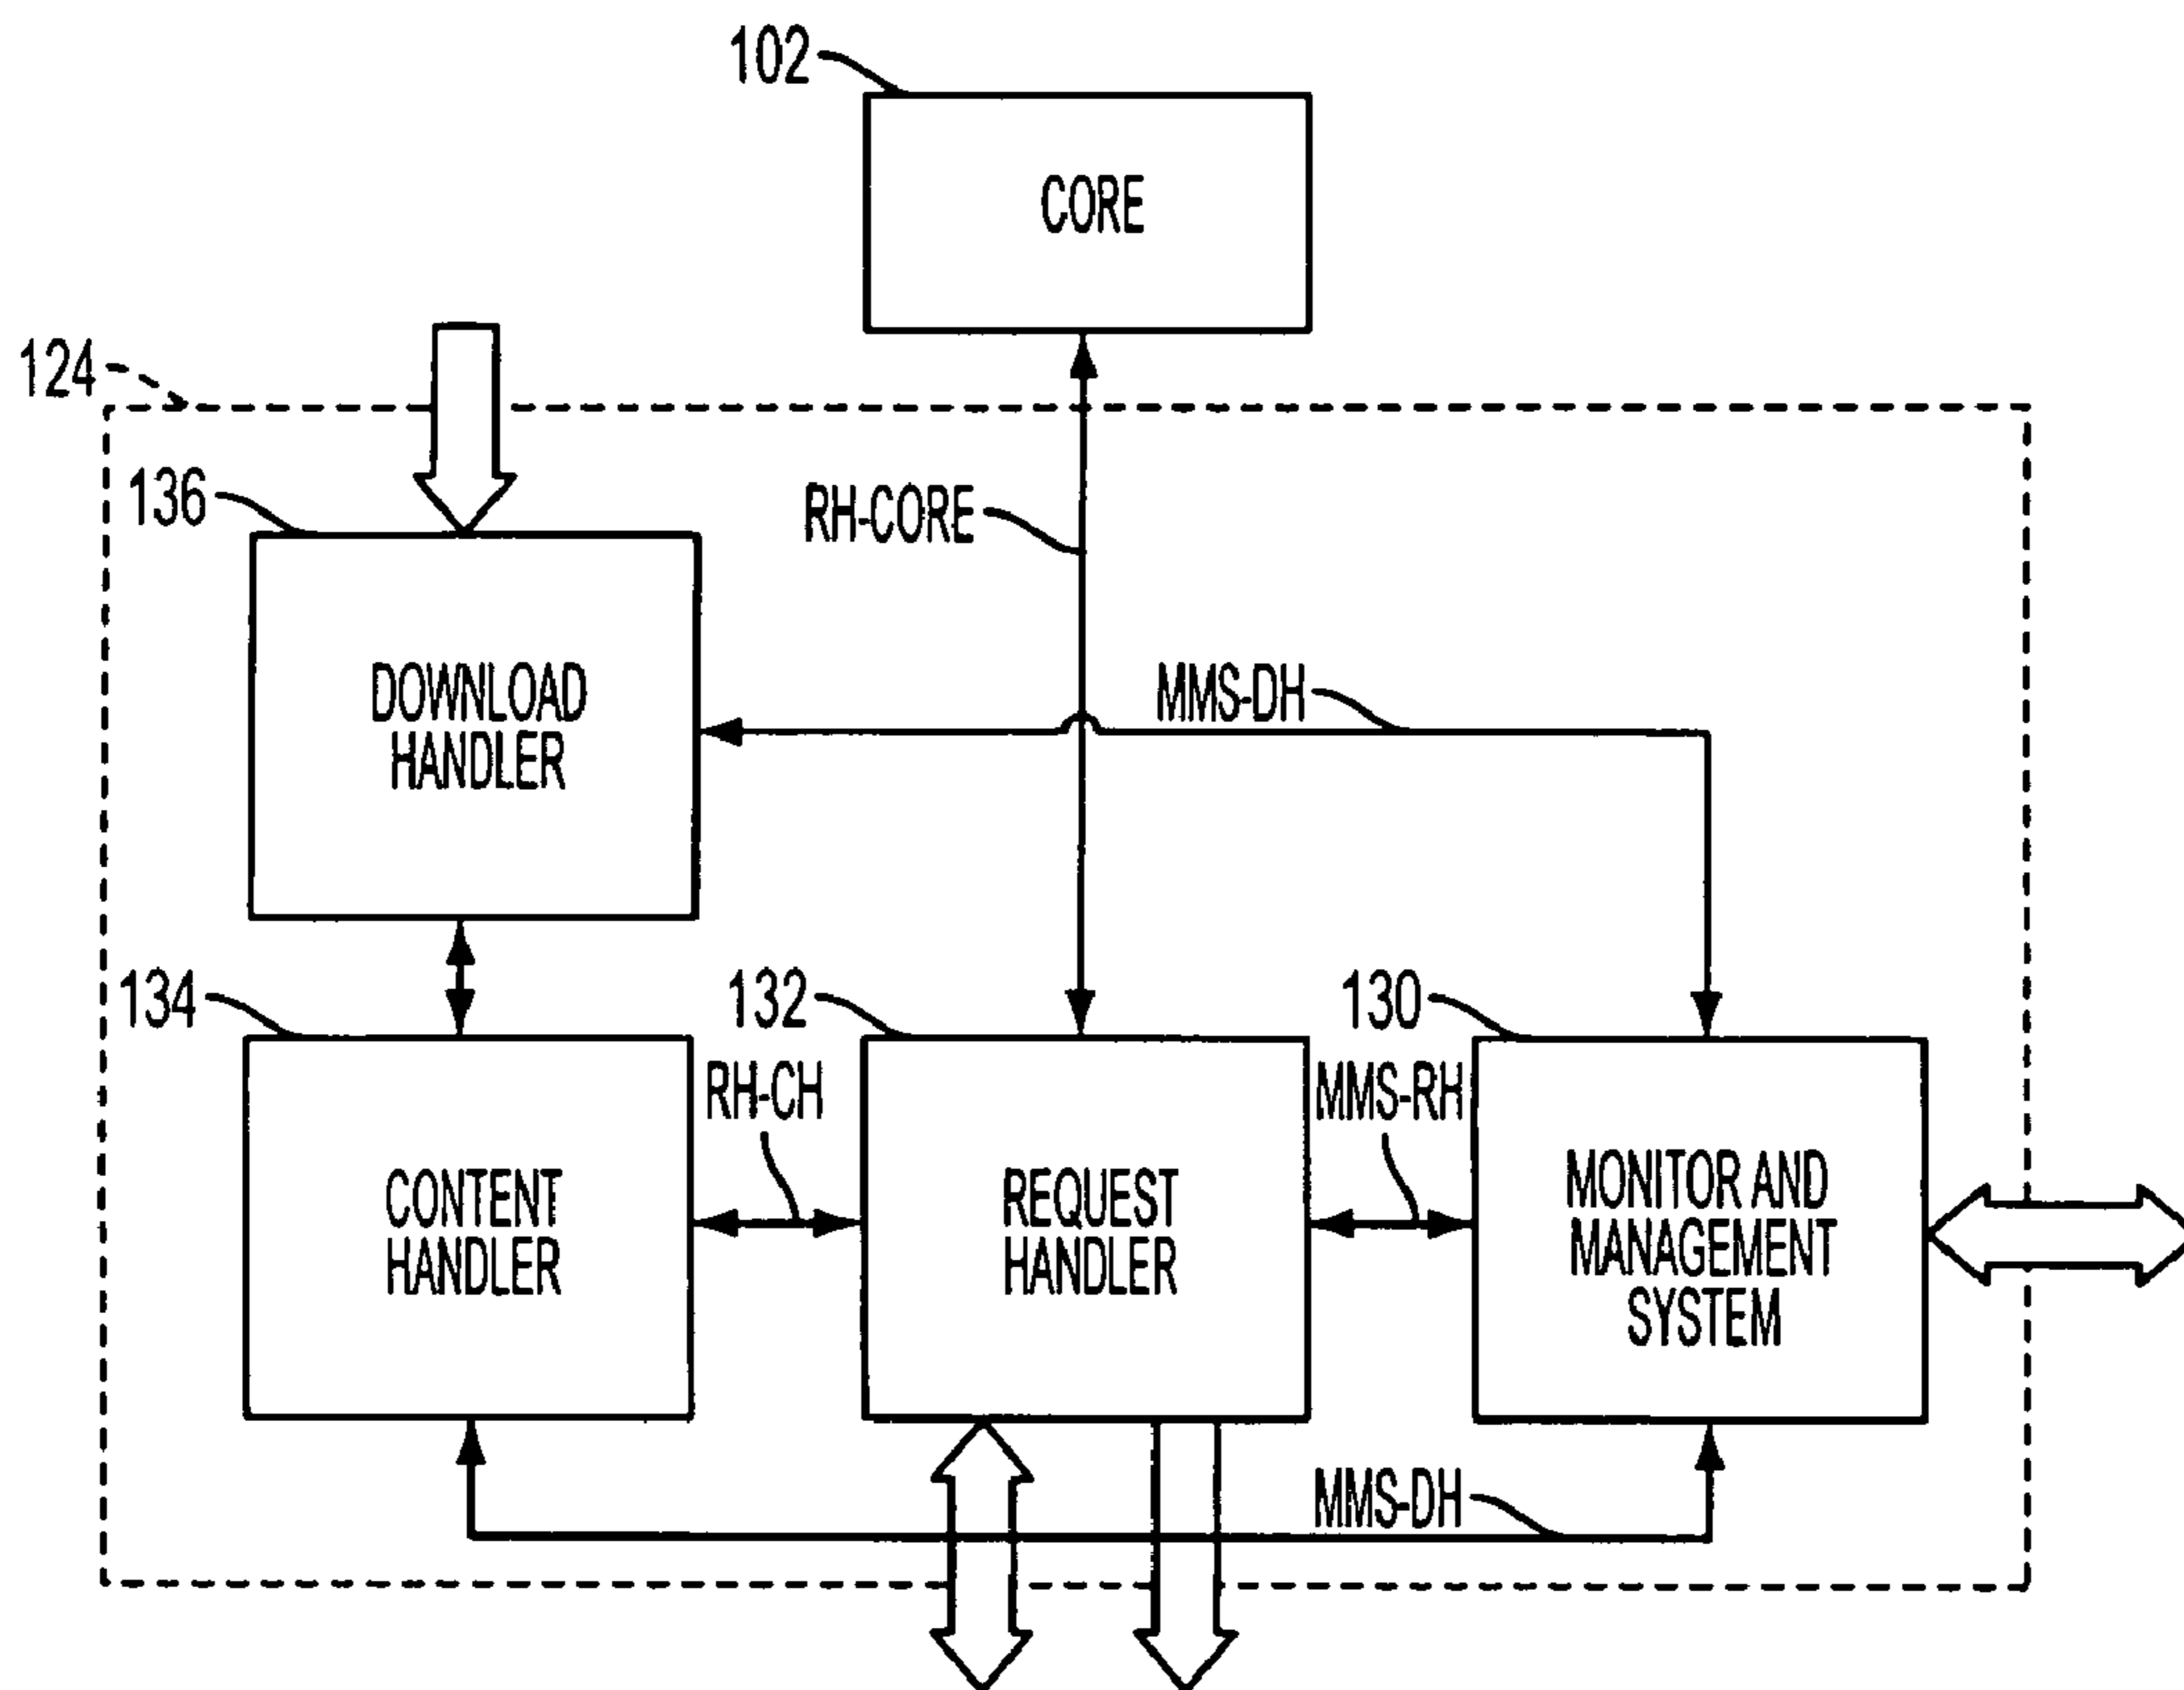 102
CORE
124
136
RH-CORE
DOWNLOAD
HANDLER
MMS-DH
134
132
130
RH-CH
MMS-RH
CONTENT
HANDLER
REQUEST
HANDLER
MONITOR AND
MANAGEMENT
SYSTEM
MMS-DH